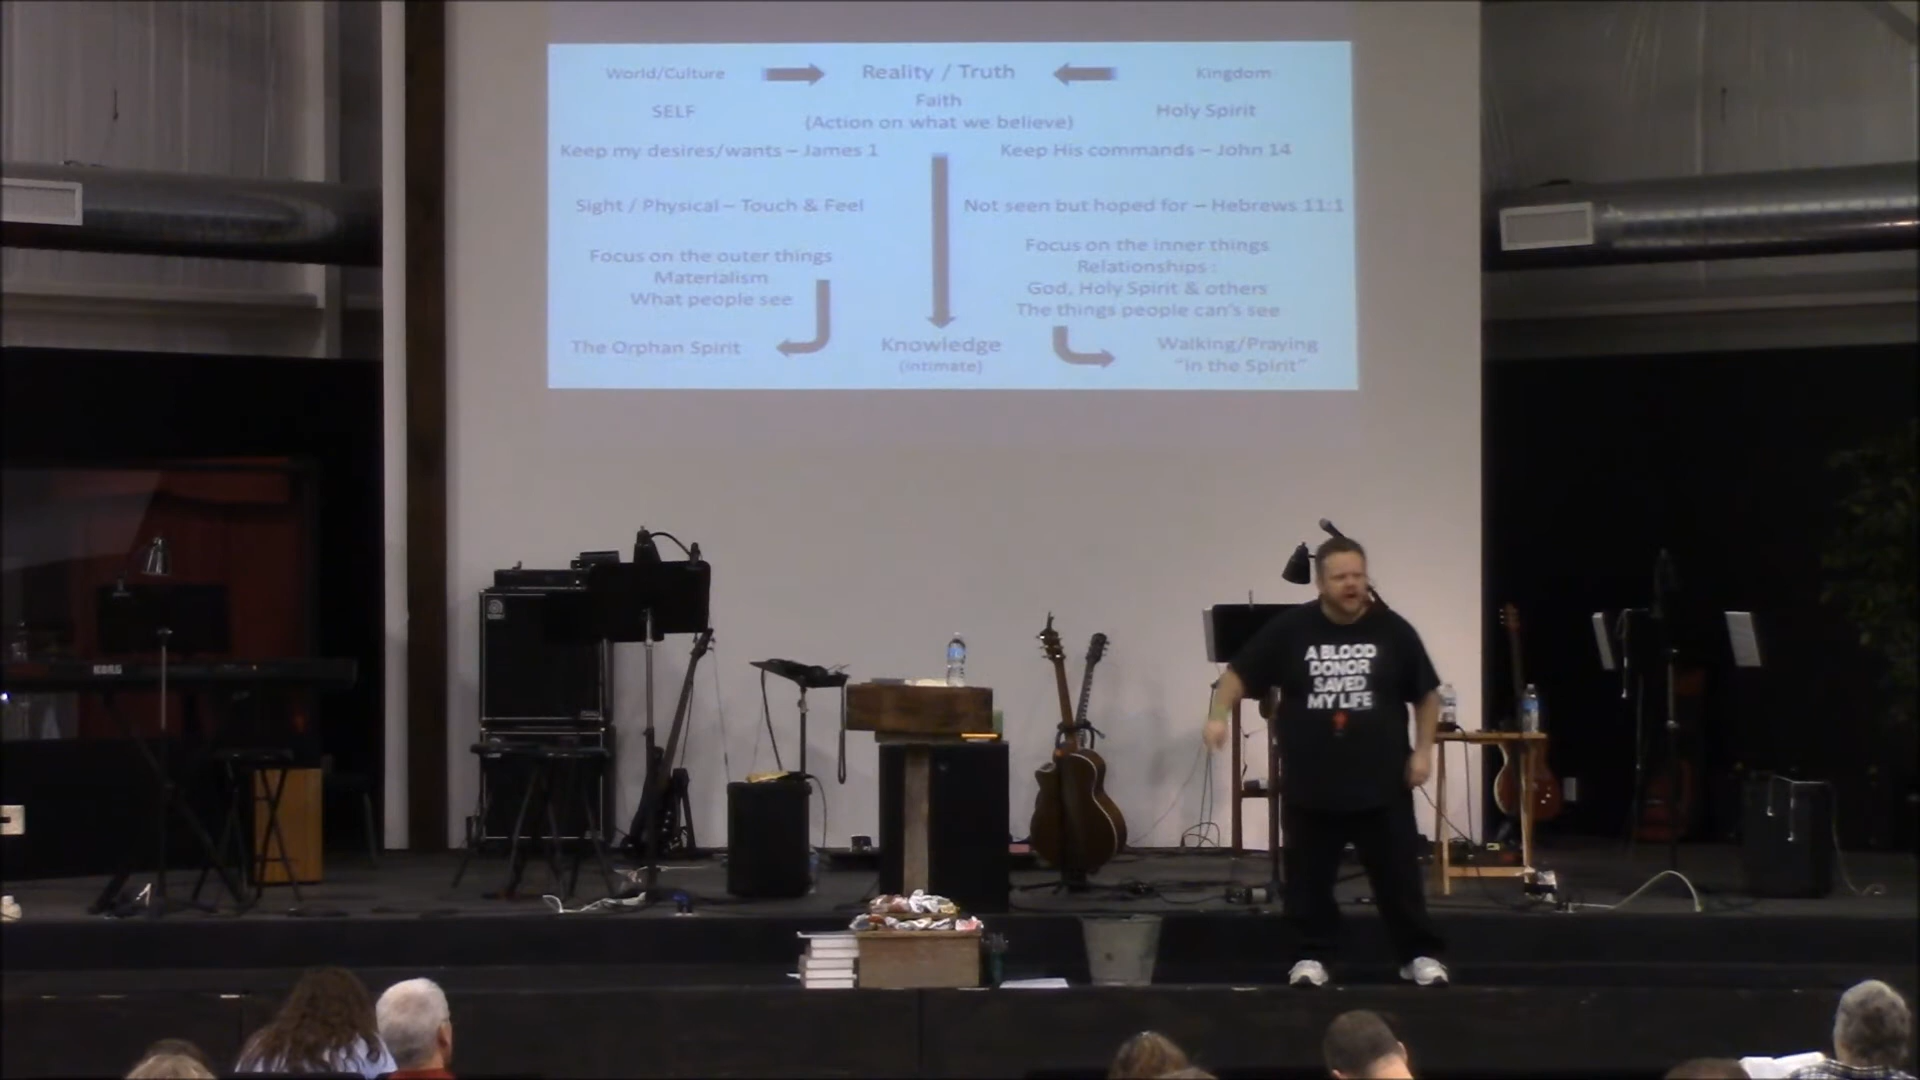 World/Culture
Reality / Truth
Kingdom
SELF
Faith
(Action on what we believe)
Holy Spirit
Keep my desires/wants – James 1
Keep His commands – John 14
Sight / Physical – Touch & Feel
Not seen but hoped for – Hebrews 11:1
Focus on the outer things
Materialism
What people see
Focus on the inner things
Relationships :
God, Holy Spirit & others
The things people can's see
The Orphan Spirit
Knowledge
(intimate)
Walking/Praying
"in the Spirit"
A BLOOD
DONOR
SAVED
MY LIFE
KORG